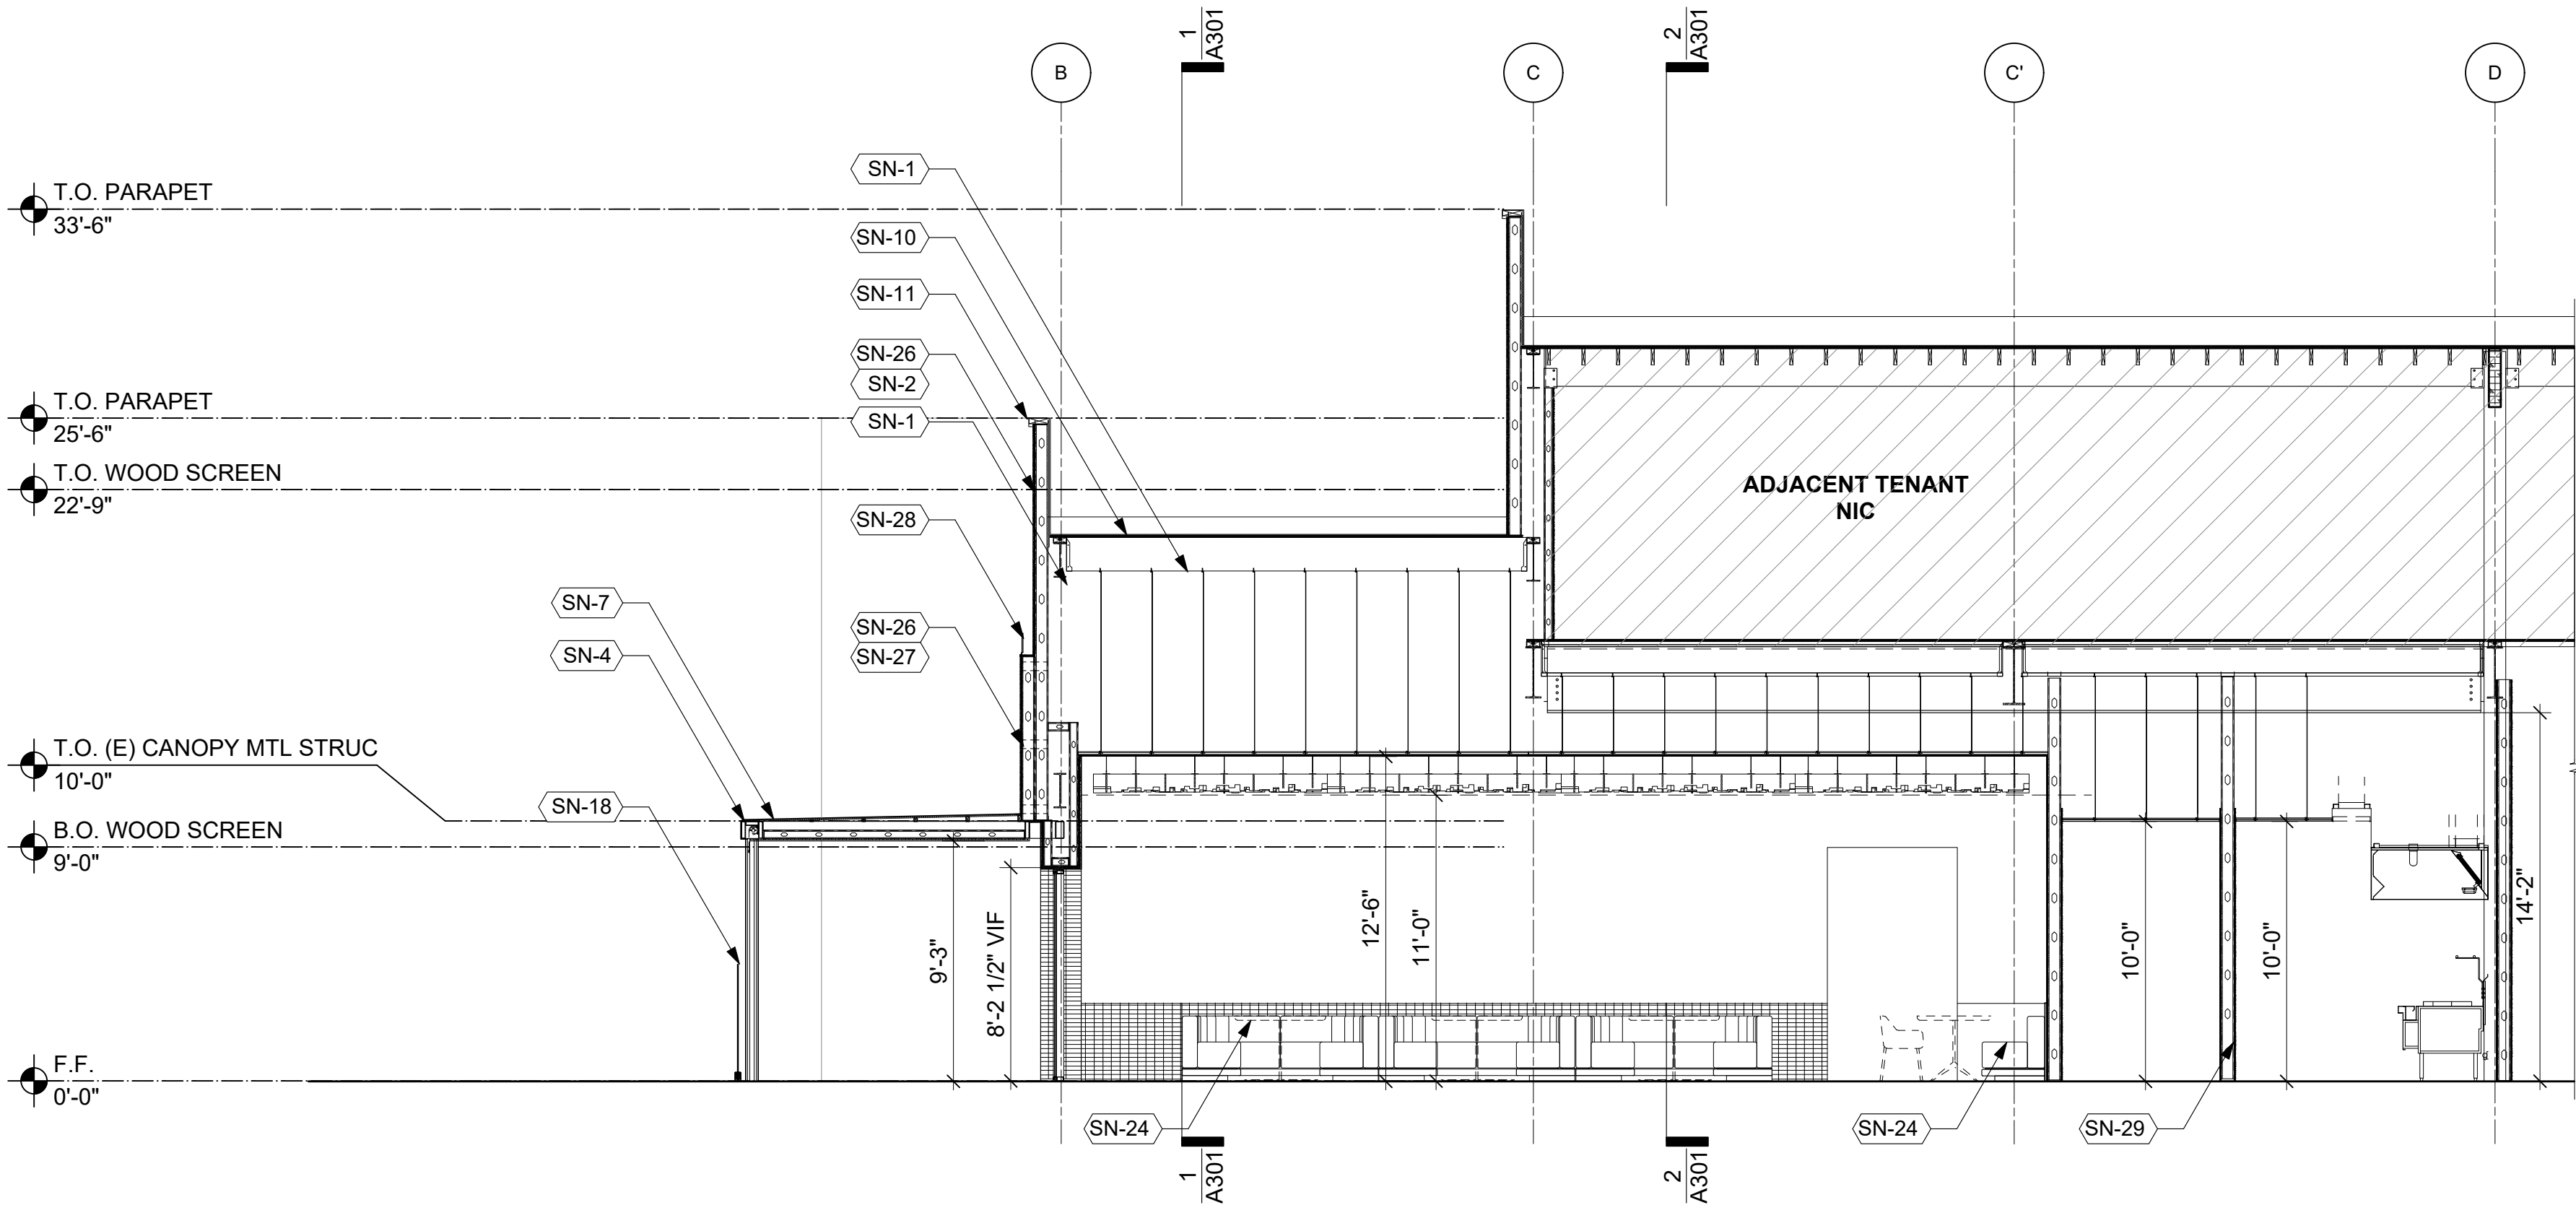 1
A301
2
A301
B
C
C'
D
SN-1
T.O. PARAPET
33'-6"
SN-10
SN-11
SN-26
SN-2
T.O. PARAPET
25'-6"
SN-1
T.O. WOOD SCREEN
22'-9"
ADJACENT TENANT
NIC
SN-28
SN-7
SN-26
SN-4
SN-27
T.O. (E) CANOPY MTL STRUC
10'-0"
SN-18
B.O. WOOD SCREEN
9'-0"
9'-3"
8'-2 1/2" VIF
12'-6"
11'-0"
10'-0"
10'-0"
14'-2"
F.F.
0'-0"
SN-24
SN-24
SN-29
1
A301
2
A301